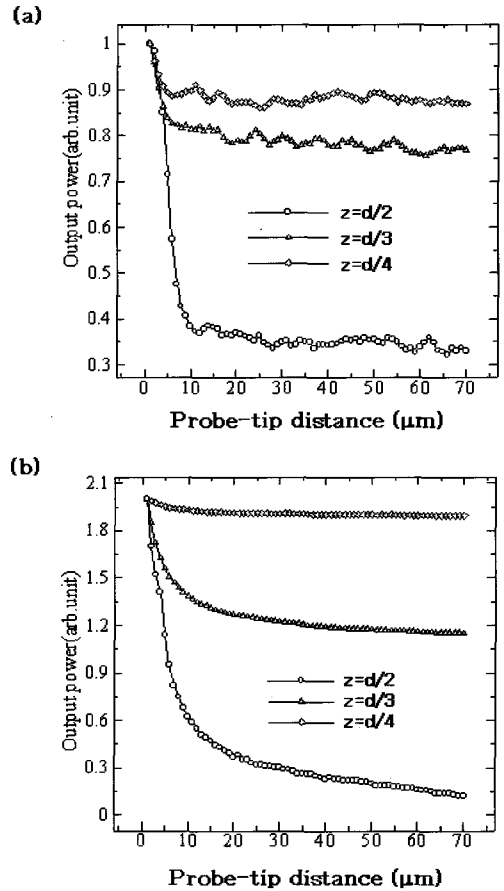 (a)
1
0.9
0.8
0.7
0.6
0.5
0.4
0.3
Output power(arb.unit)
z=d/2
z=d/3
z=d/4
0 10 20 30 40 50 60 70
Probe-tip distance (μm)
(b)
2.1
1.8
1.5
1.2
0.9
0.6
0.3
0
Output power(arb.unit)
z=d/2
z=d/3
z=d/4
0 10 20 30 40 50 60 70
Probe-tip distance (μm)